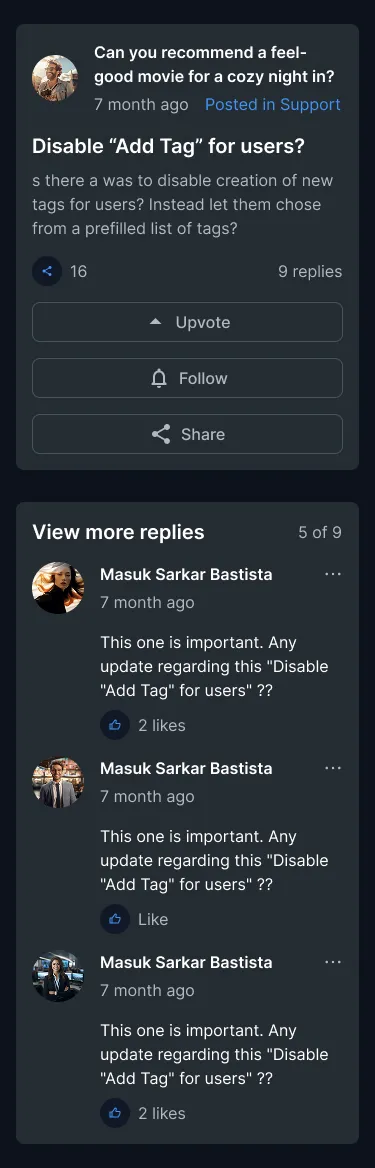 Can you recommend a feel-
good movie for a cozy night in?
7 month ago Posted in Support
Disable “Add Tag” for users?
s there a was to disable creation of new
tags for users? Instead let them chose
from a prefilled list of tags?
16 9 replies
Upvote
Follow
Share
View more replies 5 of 9
Masuk Sarkar Bastista
7 month ago
This one is important. Any
update regarding this "Disable
"Add Tag" for users" ??
2 likes
Masuk Sarkar Bastista
7 month ago
This one is important. Any
update regarding this "Disable
"Add Tag" for users" ??
Like
Masuk Sarkar Bastista
7 month ago
This one is important. Any
update regarding this "Disable
"Add Tag" for users" ??
2 likes